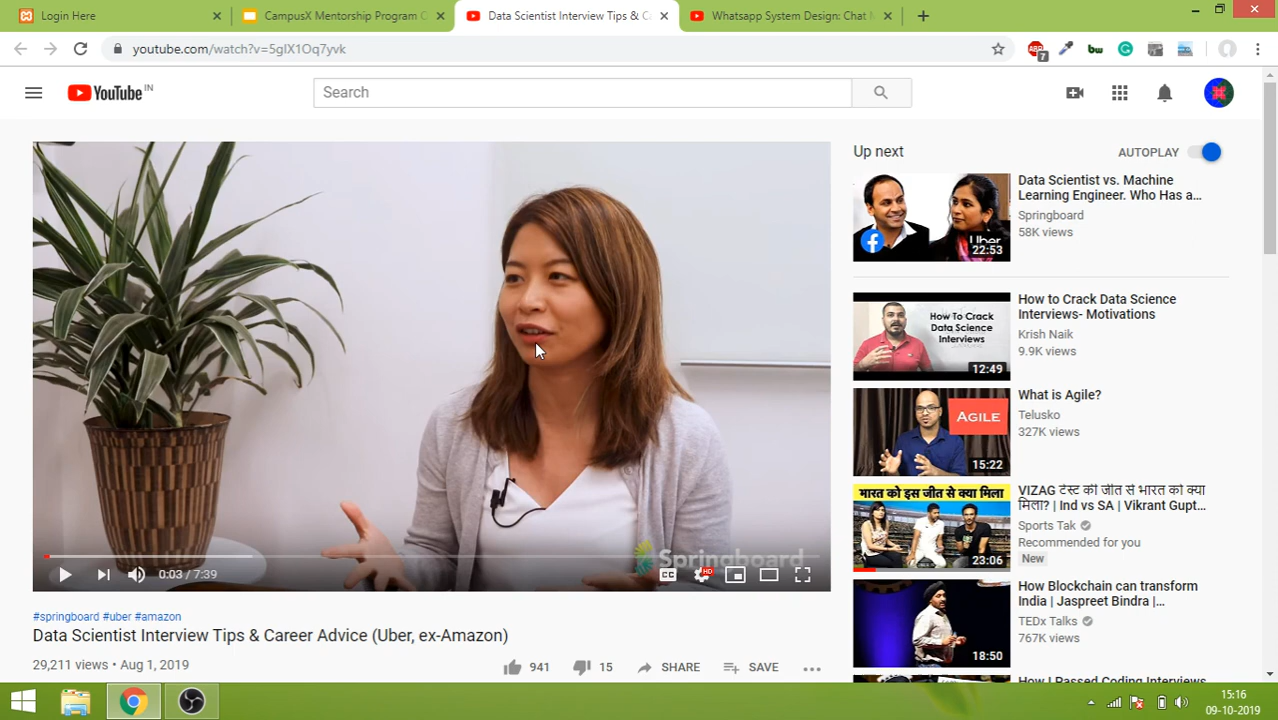 Login Here
CampusX Mentorship Program C
Data Scientist Interview Tips & C
Whatsapp System Design: Chat M
youtube.com/watch?v=5gIX1Oq7yvk
7
bw
YouTube IN
Search
Up next
AUTOPLAY
Uber
22:53
Data Scientist vs. Machine
Learning Engineer. Who Has a...
Springboard
58K views
How To Crack
Data Science
Interviews
12:49
How to Crack Data Science
Interviews- Motivations
Krish Naik
9.9K views
AGILE
15:22
What is Agile?
Telusko
327K views
भारत को इस जीत से क्या मिला
23:06
VIZAG टेस्ट की जीत से भारत को क्या
मिला? | Ind vs SA | Vikrant Gupt...
Sports Tak
Recommended for you
New
18:50
How Blockchain can transform
India | Jaspreet Bindra |...
TEDx Talks
767K views
How I Passed Coding Interviews
Springboard
0:03 / 7:39
CC
HD
#springboard #uber #amazon
Data Scientist Interview Tips & Career Advice (Uber, ex-Amazon)
29,211 views • Aug 1, 2019
941
15
SHARE
SAVE
15:16
09-10-2019